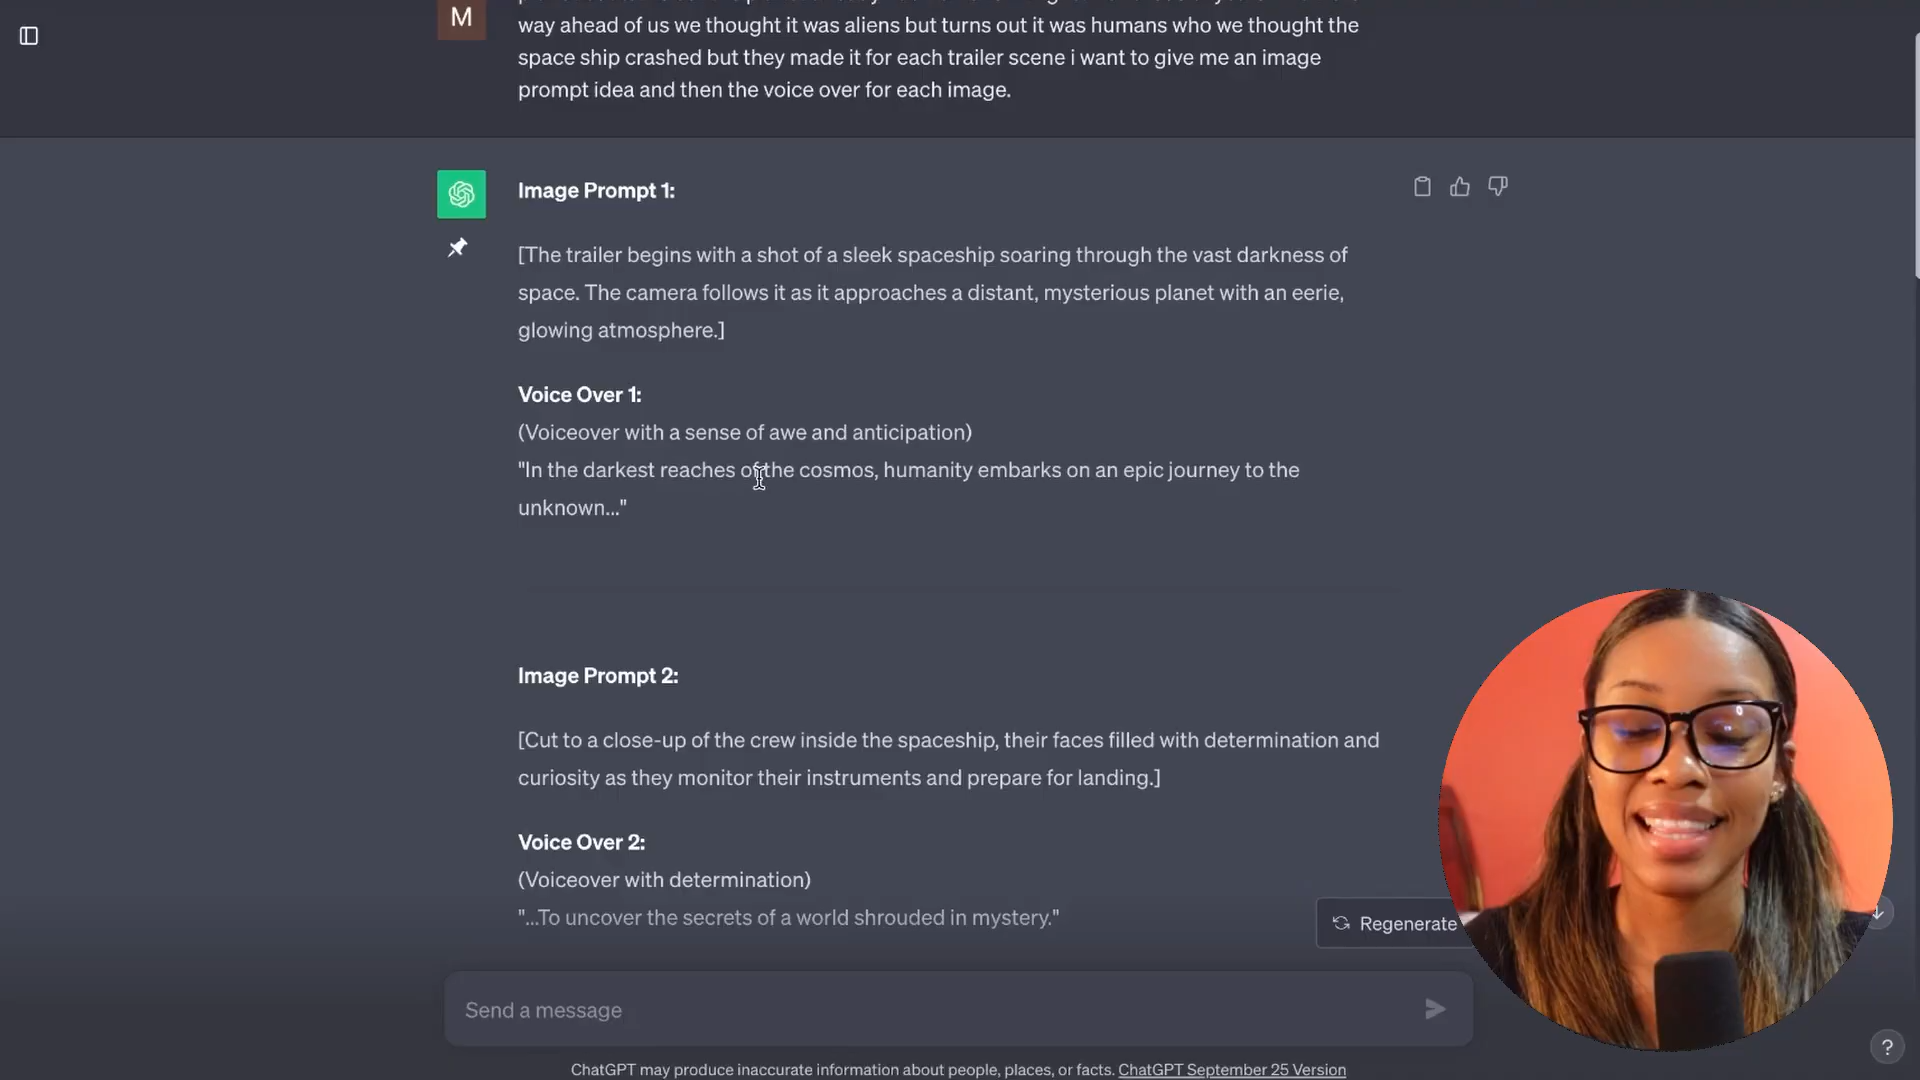 M
way ahead of us we thought it was aliens but turns out it was humans who we thought the
space ship crashed but they made it for each trailer scene i want to give me an image
prompt idea and then the voice over for each image.
Image Prompt 1:
[The trailer begins with a shot of a sleek spaceship soaring through the vast darkness of
space. The camera follows it as it approaches a distant, mysterious planet with an eerie,
glowing atmosphere.]
Voice Over 1:
(Voiceover with a sense of awe and anticipation)
"In the darkest reaches of the cosmos, humanity embarks on an epic journey to the
unknown..."
Image Prompt 2:
[Cut to a close-up of the crew inside the spaceship, their faces filled with determination and
curiosity as they monitor their instruments and prepare for landing.]
Voice Over 2:
(Voiceover with determination)
"...To uncover the secrets of a world shrouded in mystery."
Regenerate
Send a message
ChatGPT may produce inaccurate information about people, places, or facts. ChatGPT September 25 Version
?